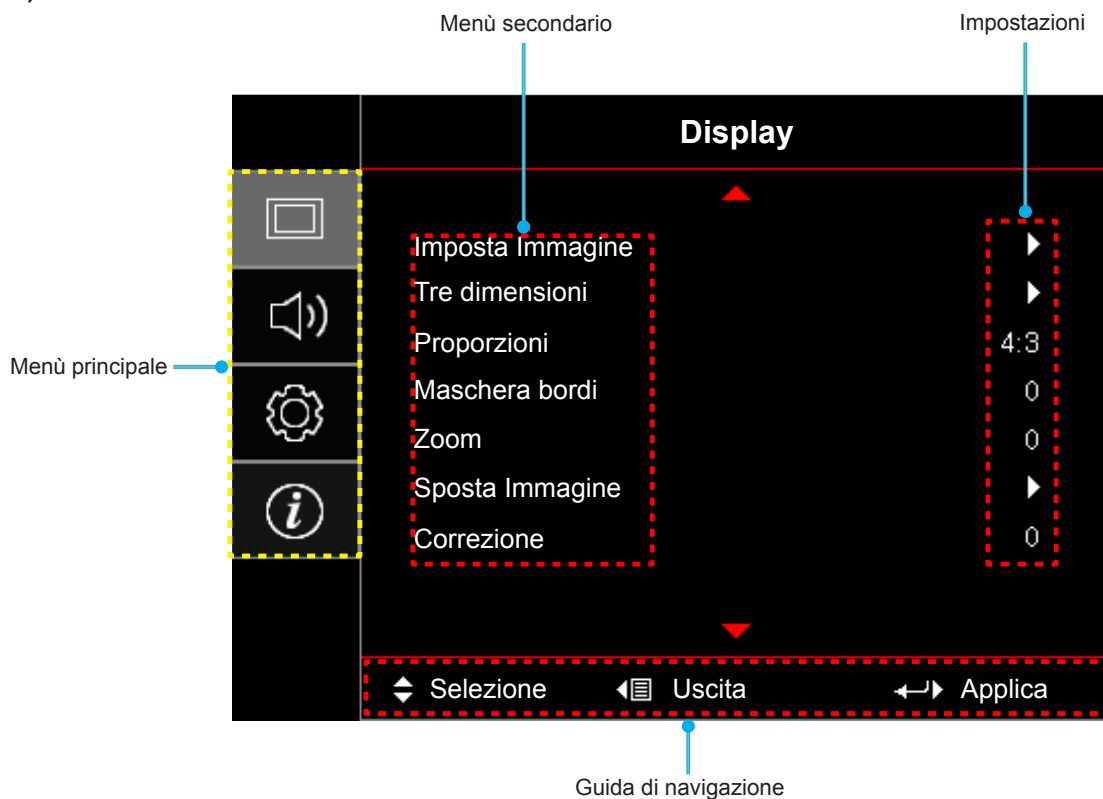 Menù secondario
Impostazioni
Display
Imposta Immagine
Tre dimensioni
Proporzioni 4:3
Menù principale
Maschera bordi 0
Zoom 0
Sposta Immagine
Correzione 0
Selezione Uscita Applica
Guida di navigazione